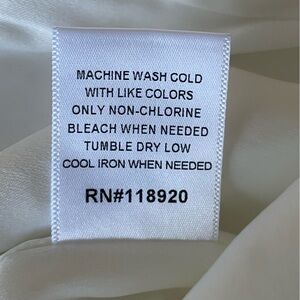 MACHINE WASH COLD
WITH LIKE COLORS
ONLY NON-CHLORINE
BLEACH WHEN NEEDED
TUMBLE DRY LOW
COOL IRON WHEN NEEDED
RN#118920